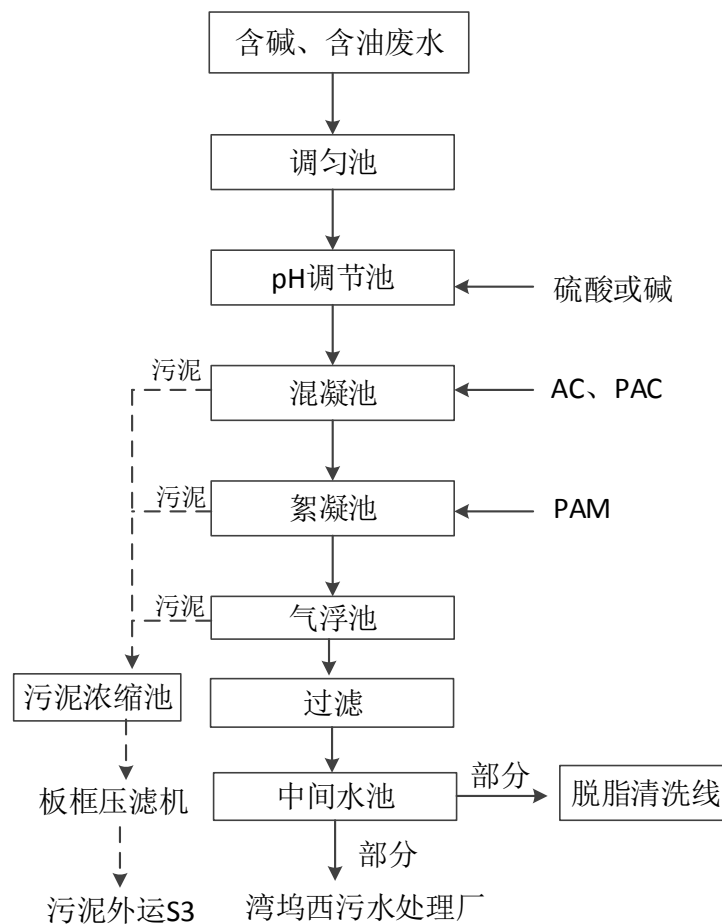 含碱、含油废水
调匀池
pH调节池
硫酸或碱
污泥
混凝池
AC、PAC
污泥
絮凝池
PAM
污泥
气浮池
污泥浓缩池
过滤
板框压滤机
中间水池
部分
脱脂清洗线
部分
污泥外运S3
湾坞西污水处理厂